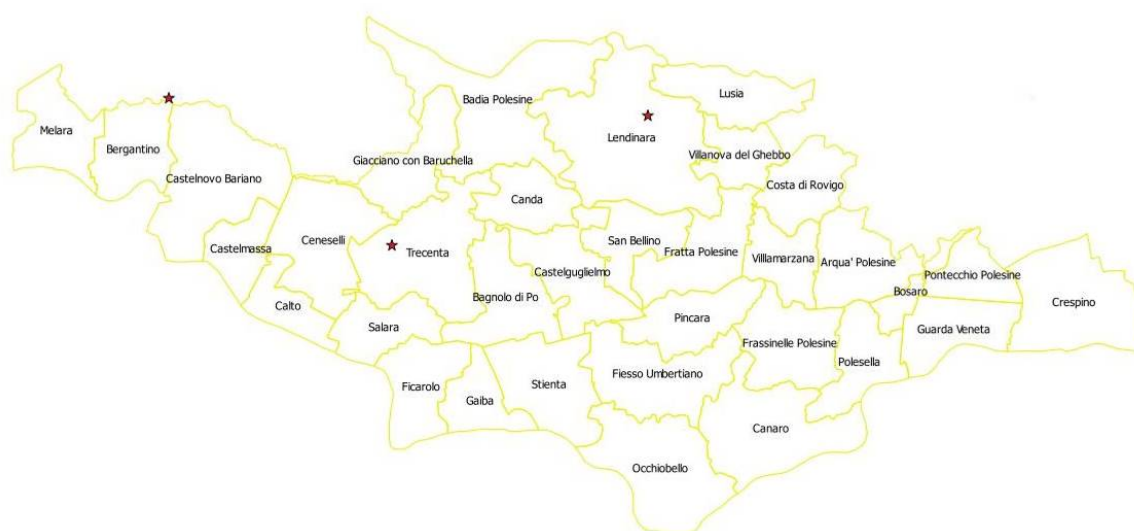 Lusia
Badia Polesine
Melara
Lendinara
Bergantino
Villanova del Ghebbo
Giacciano con Baruchella
Castelnovo Bariano
Costa di Rovigo
Canda
Ceneselli
San Bellino
Castelmassa
Trecenta
Fratta Polesine
Villlamarzana
Arqua' Polesine
Castelguglielmo
Pontecchio Polesine
Bosaro
Bagnolo di Po
Crespino
Calto
Pincara
Salara
Guarda Veneta
Frassinelle Polesine
Polesella
Fiesso Umbertiano
Ficarolo
Stienta
Gaiba
Canaro
Occhiobello